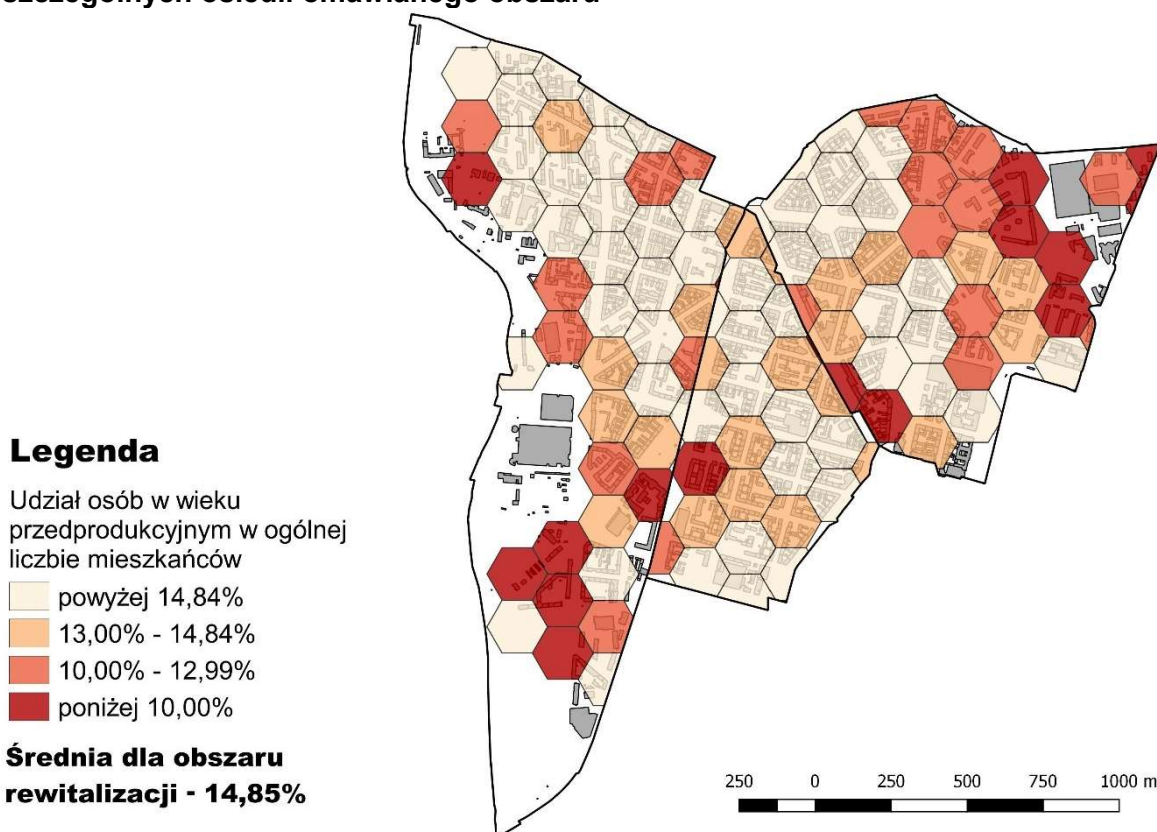 Legenda
Udział osób w wieku
przedprodukcyjnym w ogólnej
liczbie mieszkańców
powyżej 14,84%
13,00% - 14,84%
10,00% - 12,99%
poniżej 10,00%
Średnia dla obszaru
rewitalizacji - 14,85%
250 0 250 500 750 1000 m